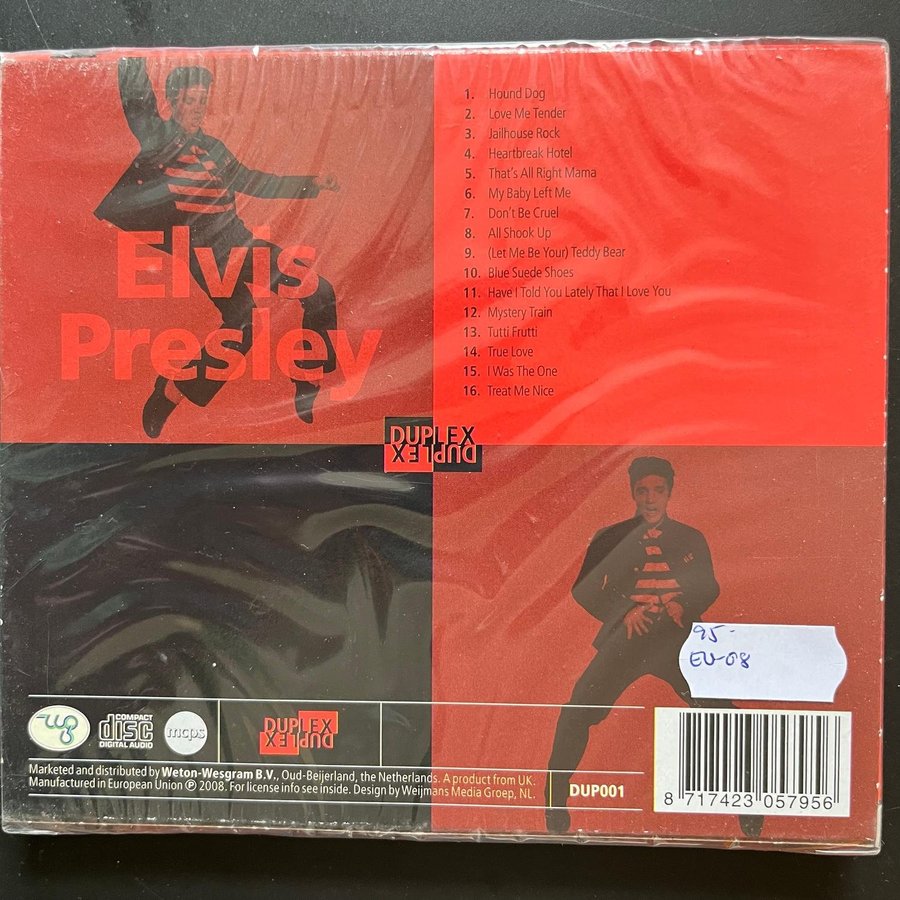 1. Hound Dog
2. Love Me Tender
3. Jailhouse Rock
4. Heartbreak Hotel
5. That's All Right Mama
6. My Baby Left Me
7. Don't Be Cruel
8. All Shook Up
9. (Let Me Be Your) Teddy Bear
10. Blue Suede Shoes
11. Have I Told You Lately That I Love You
12. Mystery Train
13. Tutti Frutti
14. True Love
15. I Was The One
16. Treat Me Nice
Elvis
Presley
DUPLEX
DUPLEX
95-
EU-08
COMPACT
disc
DIGITAL AUDIO
mcps
DUPLEX
DUPLEX
Marketed and distributed by Weton-Wesgram B.V., Oud-Beijerland, the Netherlands. A product from UK.
Manufactured in European Union ℗ 2008. For license info see inside. Design by Weijmans Media Groep, NL.
DUP001
8 717423 057956